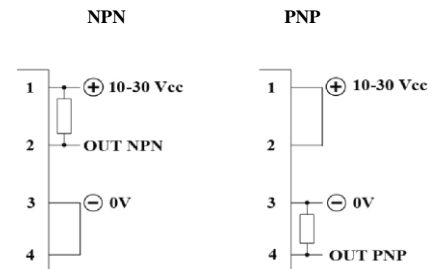 NPN PNP
1 + 10-30 Vcc 1 + 10-30 Vcc
2 OUT NPN 2
3 − 0V 3 − 0V
4 4 OUT PNP